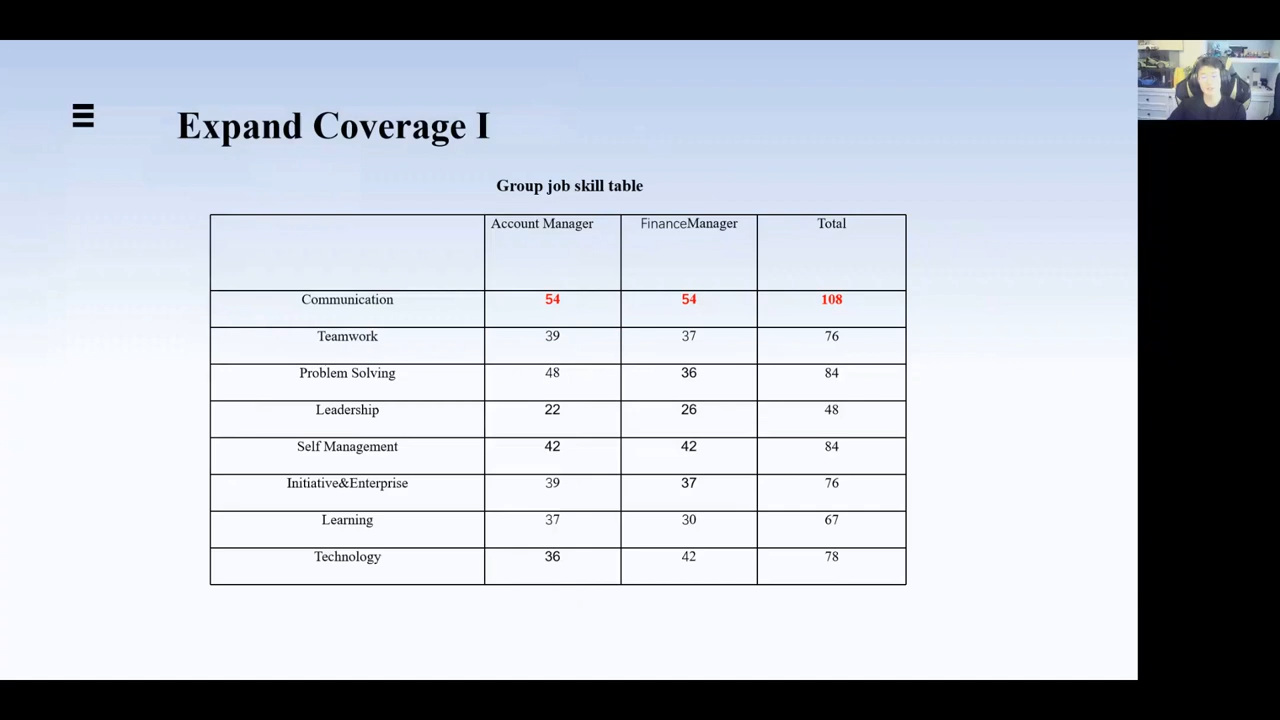 Expand Coverage I
Group job skill table
Account Manager FinanceManager Total
Communication 54 54 108
Teamwork 39 37 76
Problem Solving 48 36 84
Leadership 22 26 48
Self Management 42 42 84
Initiative&Enterprise 39 37 76
Learning 37 30 67
Technology 36 42 78